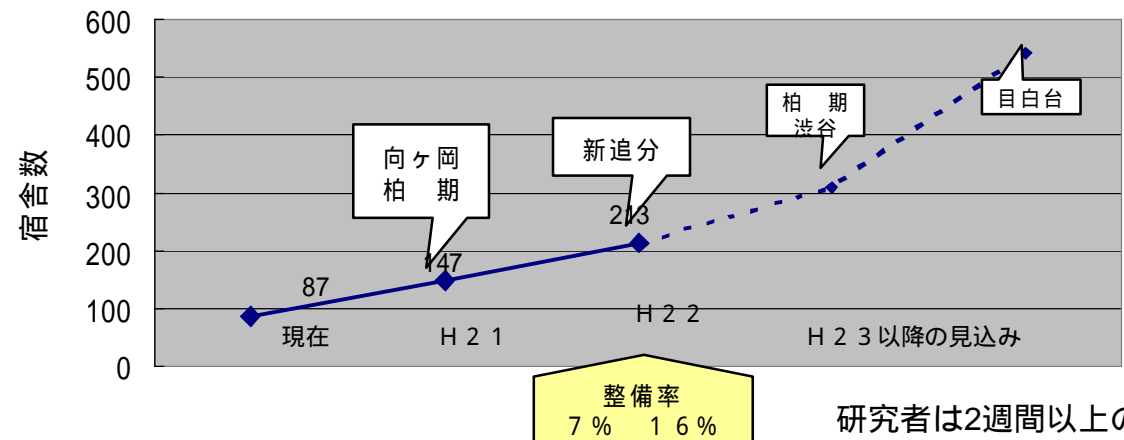 600
500
400
300
200
100
0
宿舎数
87
147
213
向ヶ岡
柏　期
新追分
柏　期
渋谷
目白台
現在
Ｈ２１
Ｈ２２
Ｈ２３以降の見込み
整備率
７％　１６％
研究者は2週間以上の